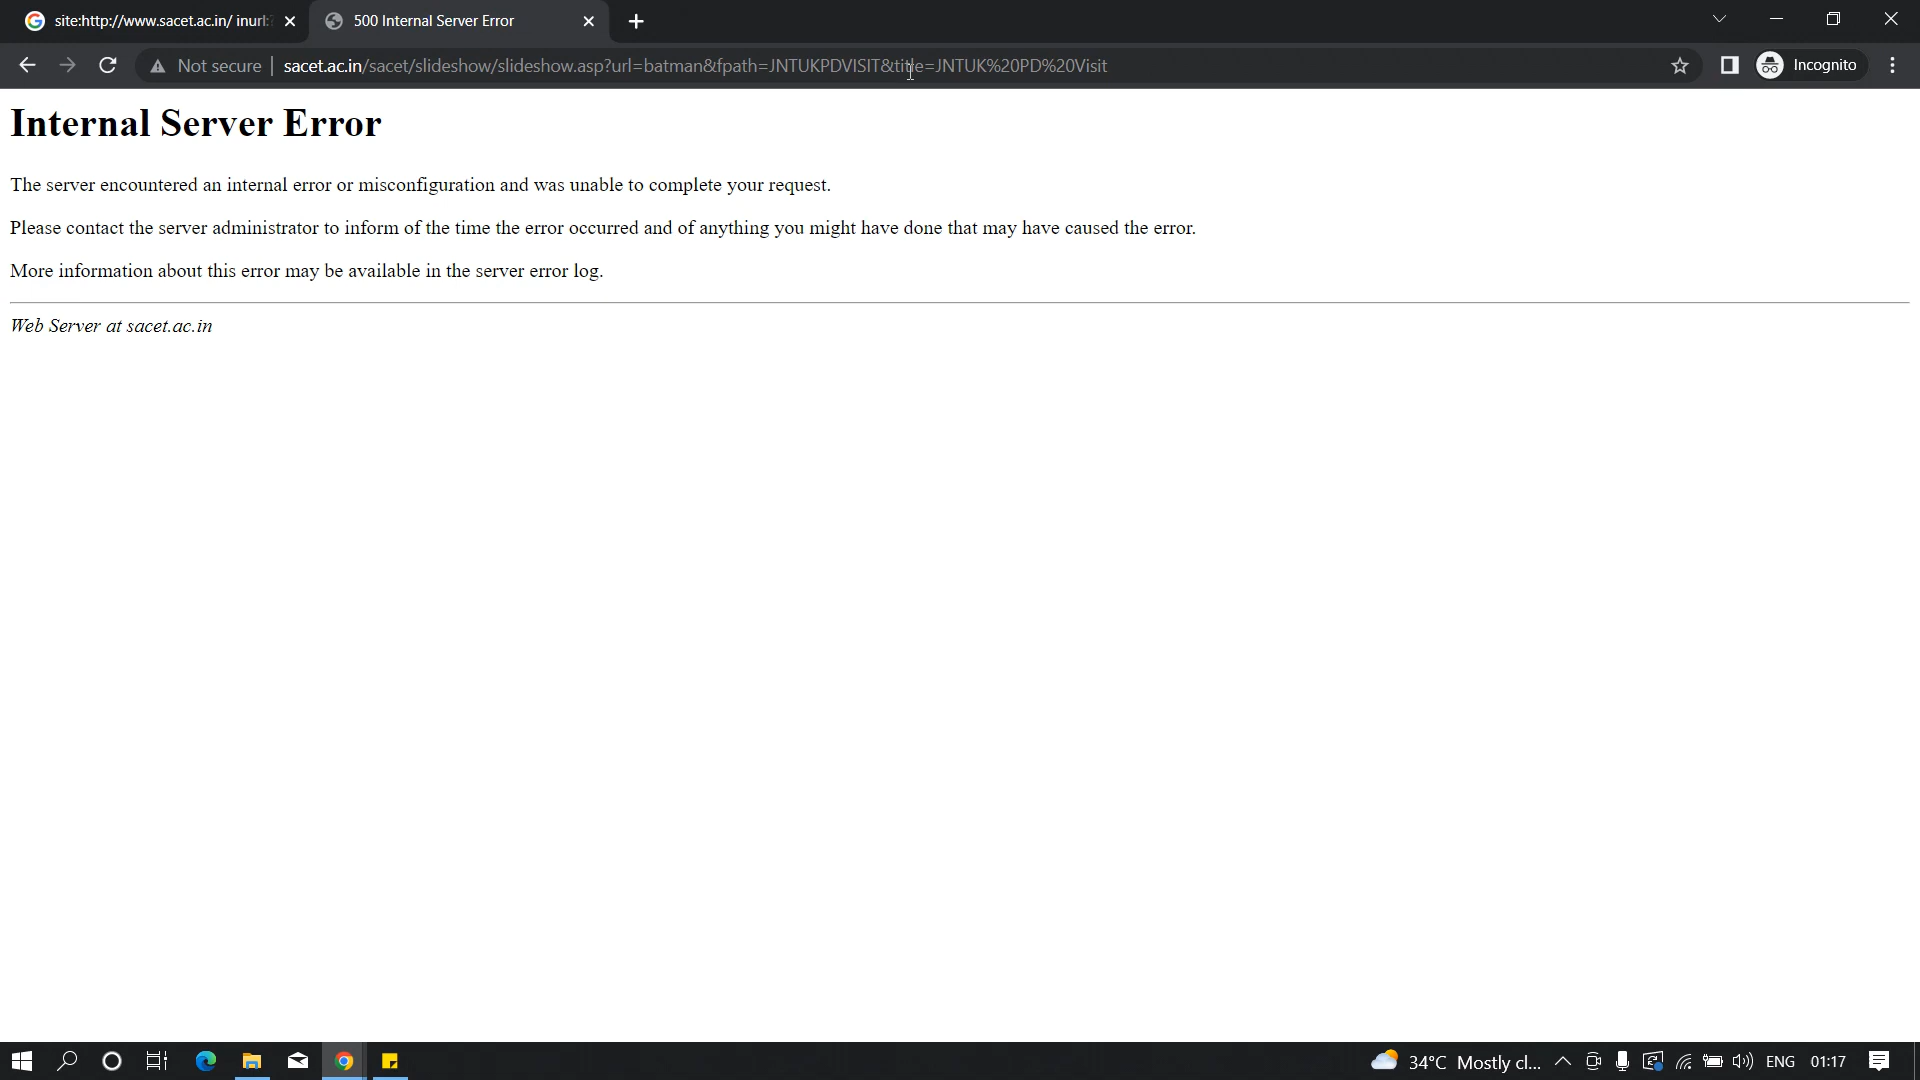 site:http://www.sacet.ac.in/ inurl:?
500 Internal Server Error
Not secure
sacet.ac.in/sacet/slideshow/slideshow.asp?url=batman&fpath=JNTUKPDVISIT&title=JNTUK%20PD%20Visit
Incognito
Internal Server Error
The server encountered an internal error or misconfiguration and was unable to complete your request.
Please contact the server administrator to inform of the time the error occurred and of anything you might have done that may have caused the error.
More information about this error may be available in the server error log.
Web Server at sacet.ac.in
34°C Mostly cl...
ENG
01:17